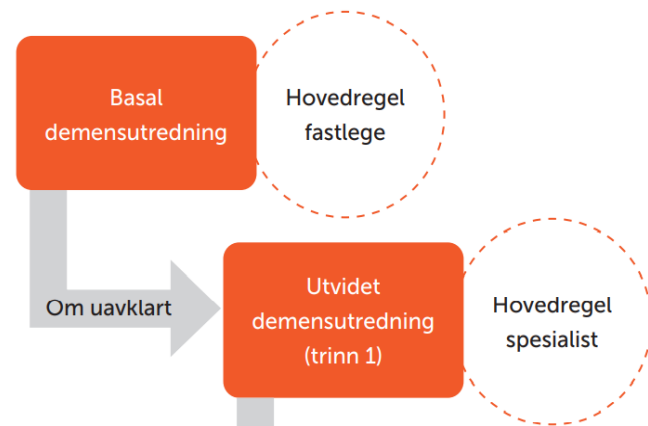 Basal
demensutredning
Hovedregel
fastlege
Om uavklart
Utvidet
demensutredning
(trinn 1)
Hovedregel
spesialist